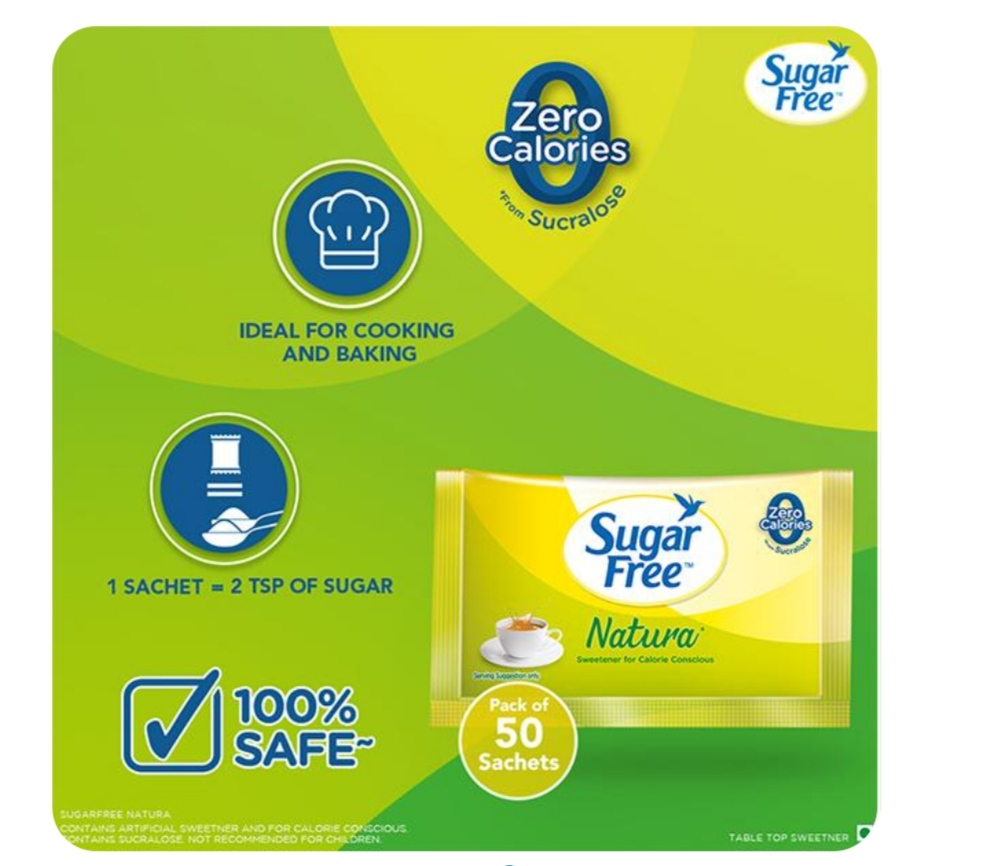 Sugar
Free™
Zero
Calories
*From Sucralose
IDEAL FOR COOKING
AND BAKING
1 SACHET = 2 TSP OF SUGAR
Sugar
Free™
Zero
Calories
Sucralose
Natura*
Sweetener for Calorie Conscious
Serving Suggestion only
Pack of
50
Sachets
100%
SAFE~
SUGARFREE NATURA
CONTAINS ARTIFICIAL SWEETNER AND FOR CALORIE CONSCIOUS.
CONTAINS SUCRALOSE. NOT RECOMMENDED FOR CHILDREN.
TABLE TOP SWEETNER